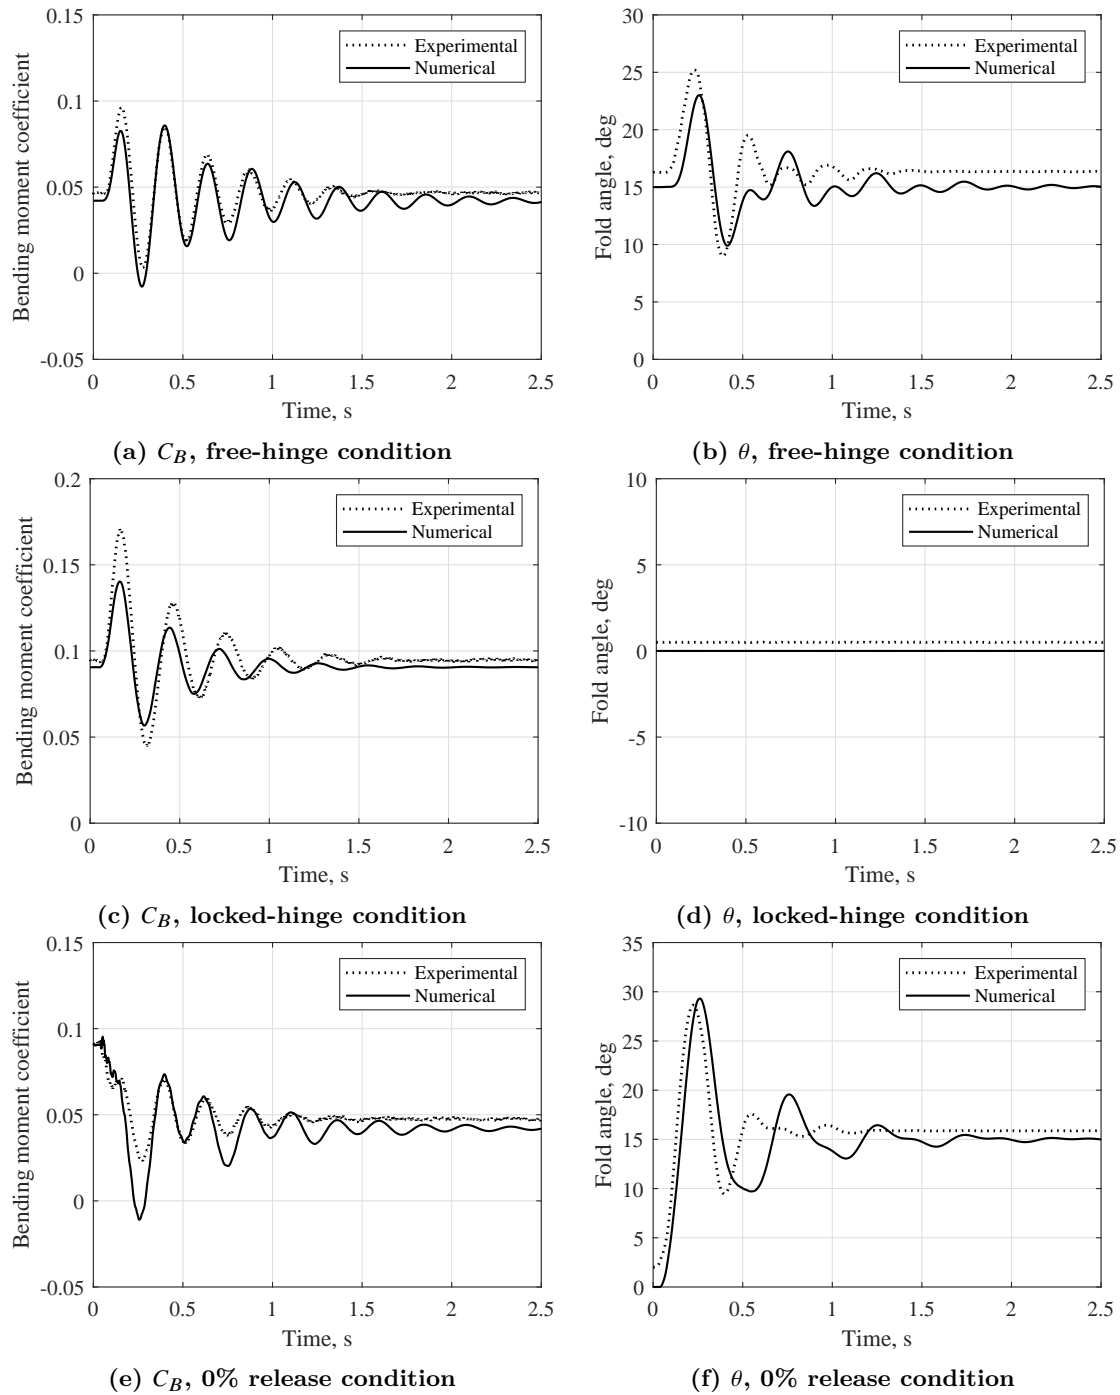 Bending moment coefficient
0.15
0.1
0.05
0
-0.05
Experimental
Numerical
0 0.5 1 1.5 2 2.5
Time, s
(a) C_B, free-hinge condition
Fold angle, deg
30
25
20
15
10
5
0
Experimental
Numerical
0 0.5 1 1.5 2 2.5
Time, s
(b) θ, free-hinge condition
Bending moment coefficient
0.2
0.15
0.1
0.05
0
Experimental
Numerical
0 0.5 1 1.5 2 2.5
Time, s
(c) C_B, locked-hinge condition
Fold angle, deg
10
5
0
-5
-10
Experimental
Numerical
0 0.5 1 1.5 2 2.5
Time, s
(d) θ, locked-hinge condition
Bending moment coefficient
0.15
0.1
0.05
0
-0.05
Experimental
Numerical
0 0.5 1 1.5 2 2.5
Time, s
(e) C_B, 0% release condition
Fold angle, deg
35
30
25
20
15
10
5
0
Experimental
Numerical
0 0.5 1 1.5 2 2.5
Time, s
(f) θ, 0% release condition